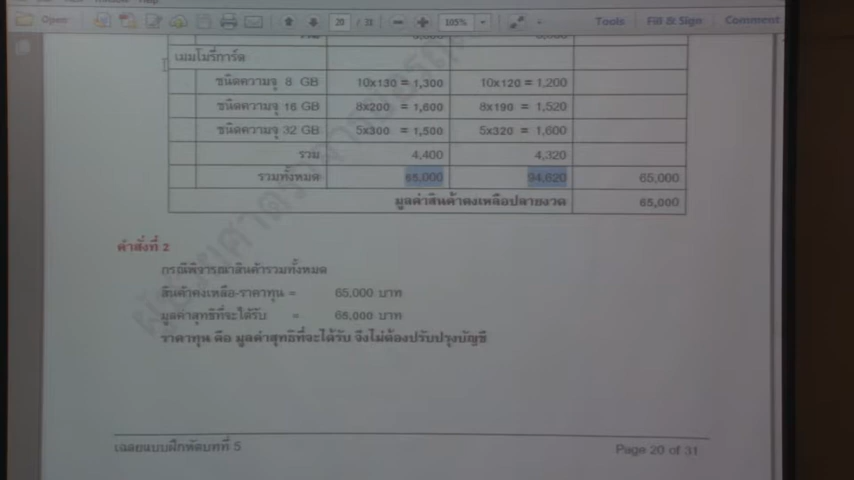 Open 20 / 31 105% Tools Fill & Sign Comment
เมมโมรี่การ์ด
ชนิดความจุ 8 GB 10x130 = 1,300 10x120 = 1,200
ชนิดความจุ 16 GB 8x200 = 1,600 8x190 = 1,520
ชนิดความจุ 32 GB 5x300 = 1,500 5x320 = 1,600
รวม 4,400 4,320
รวมทั้งหมด 65,000 94,620 65,000
มูลค่าสินค้าคงเหลือปลายงวด 65,000
คำสั่งที่ 2
กรณีพิจารณาสินค้ารวมทั้งหมด
สินค้าคงเหลือ-ราคาทุน = 65,000 บาท
มูลค่าสุทธิที่จะได้รับ = 65,000 บาท
ราคาทุน คือ มูลค่าสุทธิที่จะได้รับ จึงไม่ต้องปรับปรุงบัญชี
เฉลยแบบฝึกหัดบทที่ 5 Page 20 of 31